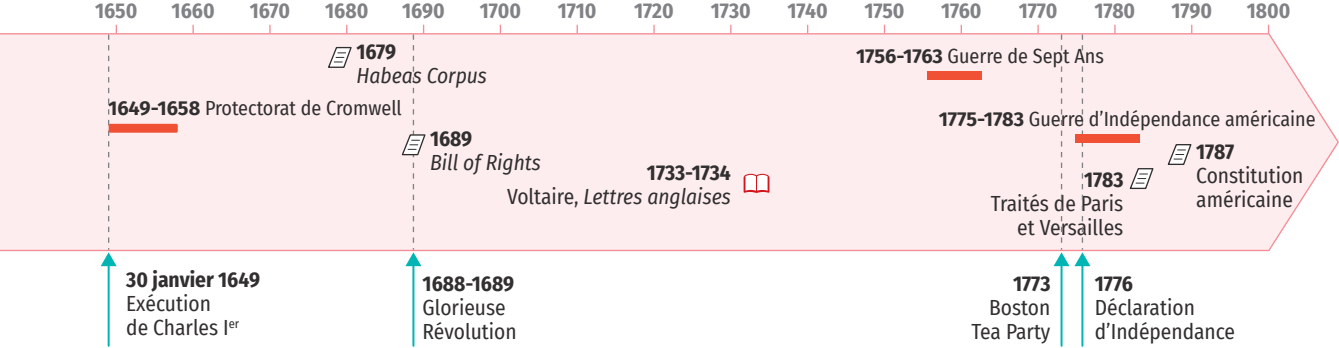 1650 1660 1670 1680 1690 1700 1710 1720 1730 1740 1750 1760 1770 1780 1790 1800
1679
Habeas Corpus
1756-1763 Guerre de Sept Ans
1649-1658 Protectorat de Cromwell
1775-1783 Guerre d’Indépendance américaine
1689
Bill of Rights
1733-1734
Voltaire, Lettres anglaises
1783
Traités de Paris
et Versailles
1787
Constitution
américaine
30 janvier 1649
Exécution
de Charles Ier
1688-1689
Glorieuse
Révolution
1773
Boston
Tea Party
1776
Déclaration
d’Indépendance